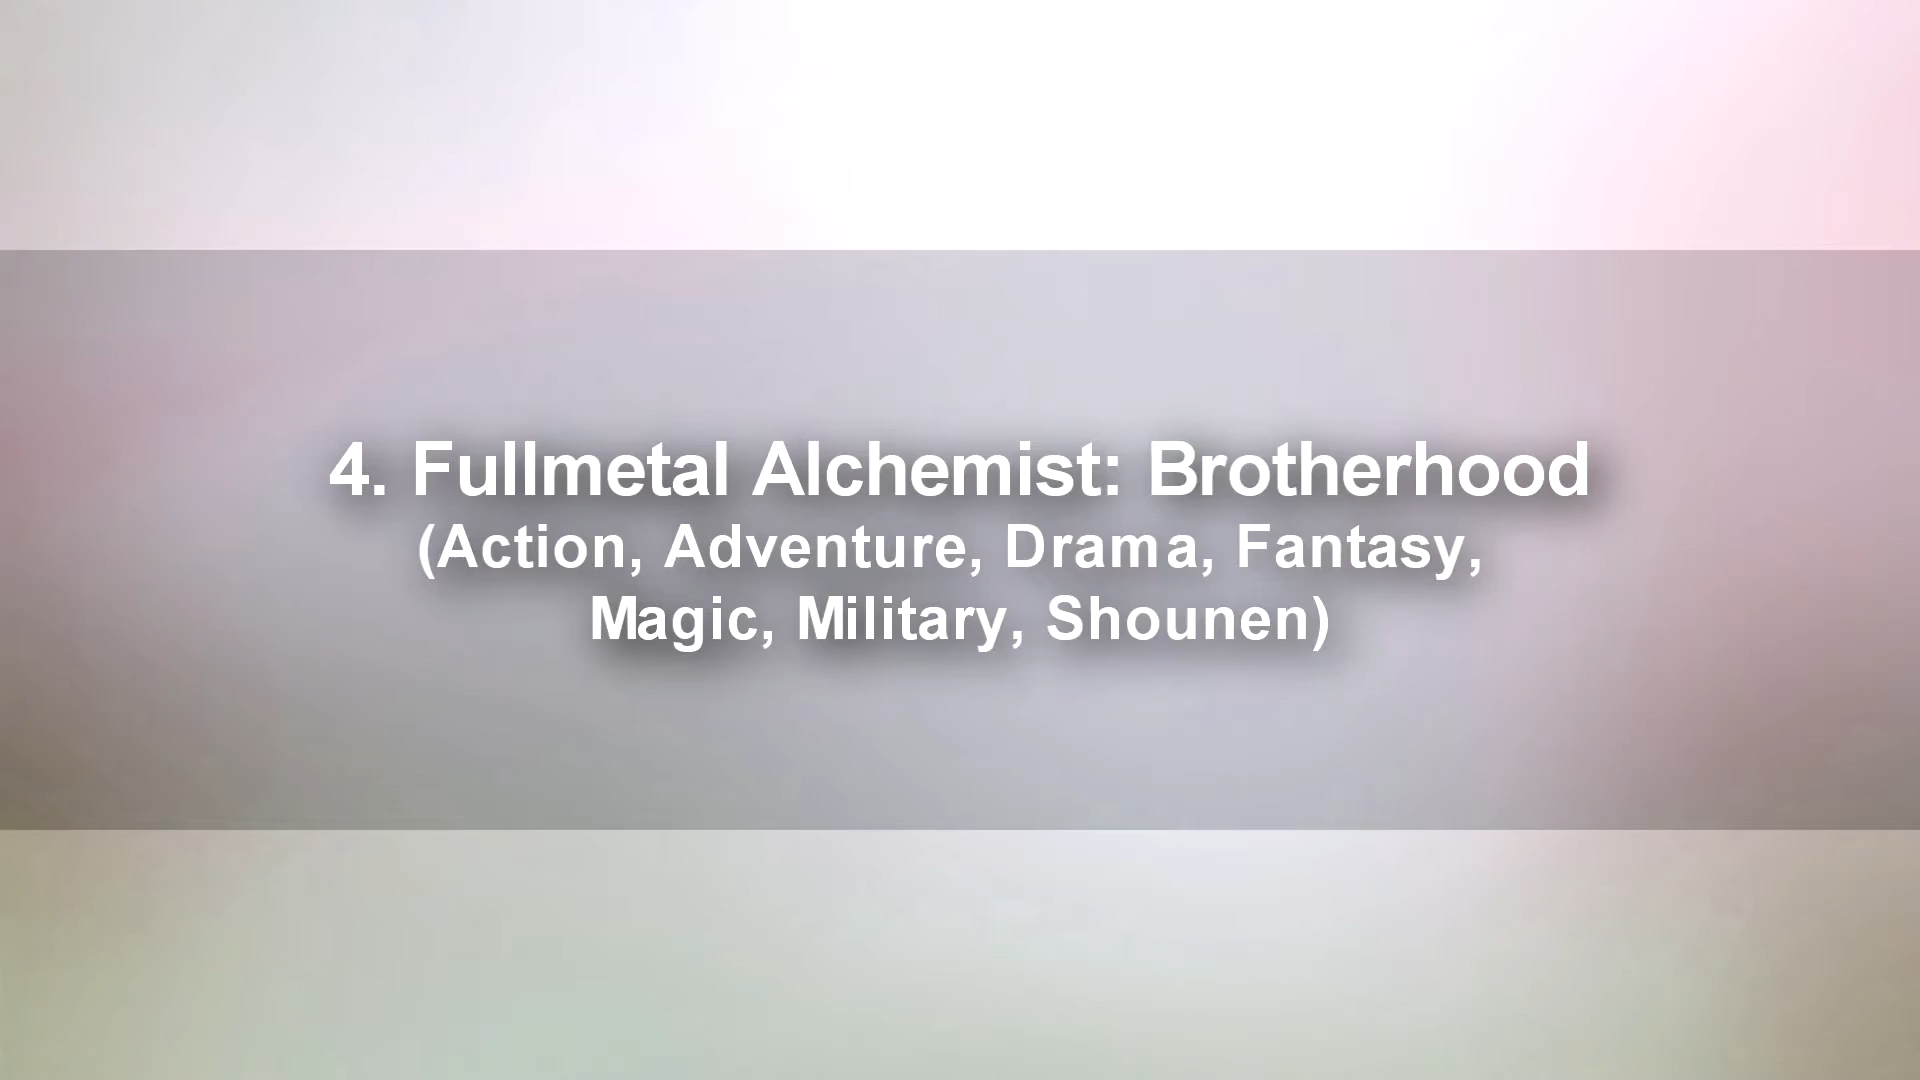 4. Fullmetal Alchemist: Brotherhood
(Action, Adventure, Drama, Fantasy,
Magic, Military, Shounen)